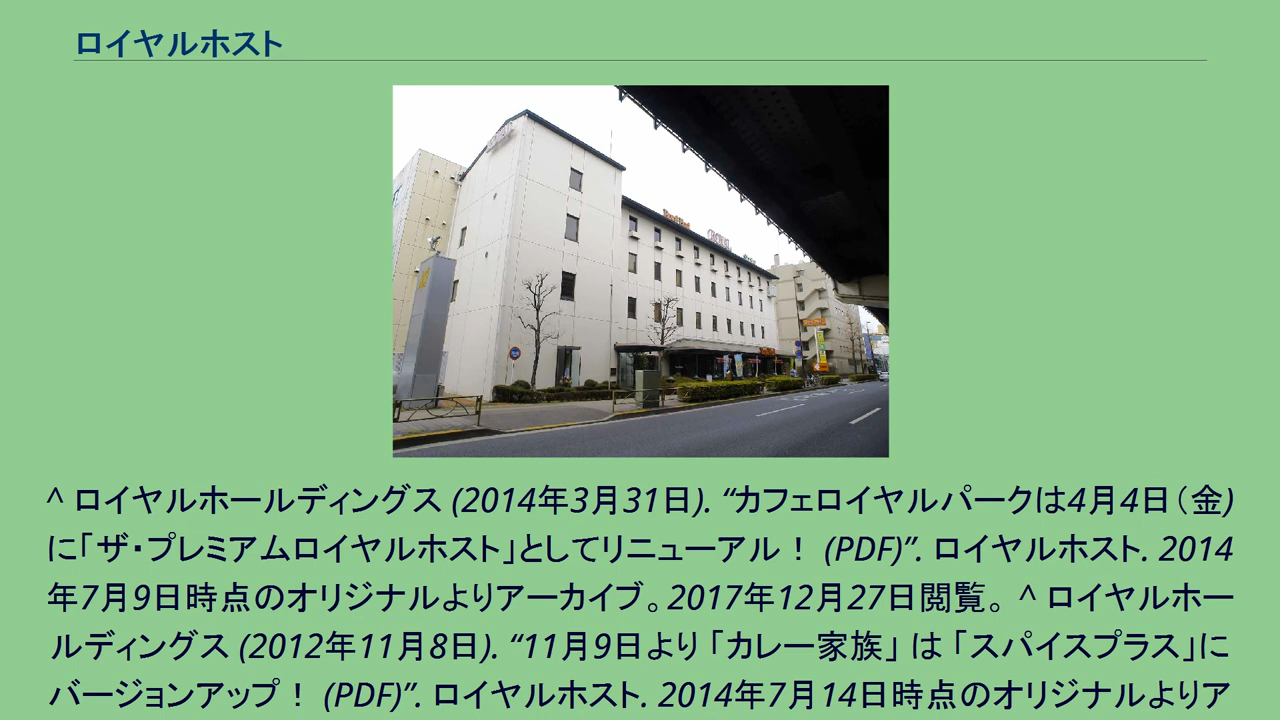 ロイヤルホスト
^ ロイヤルホールディングス (2014年3月31日). “カフェロイヤルパークは4月4日（金)
に「ザ・プレミアムロイヤルホスト」としてリニューアル！ (PDF)”. ロイヤルホスト. 2014
年7月9日時点のオリジナルよりアーカイブ。2017年12月27日閲覧。 ^ ロイヤルホー
ルディングス (2012年11月8日). “11月9日より 「カレー家族」 は 「スパイスプラス」に
バージョンアップ！ (PDF)”. ロイヤルホスト. 2014年7月14日時点のオリジナルよりア